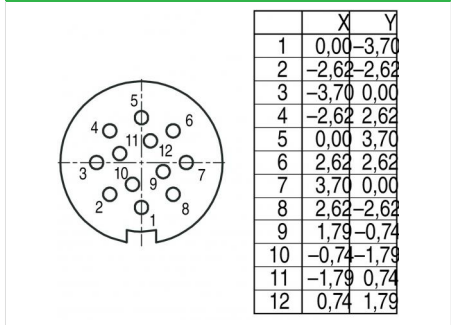 5
4
6
11
12
3
7
10
9
2
8
1
X Y
1 0,00 –3,70
2 –2,62 –2,62
3 –3,70 0,00
4 –2,62 2,62
5 0,00 3,70
6 2,62 2,62
7 3,70 0,00
8 2,62 –2,62
9 1,79 –0,74
10 –0,74 –1,79
11 –1,79 0,74
12 0,74 1,79